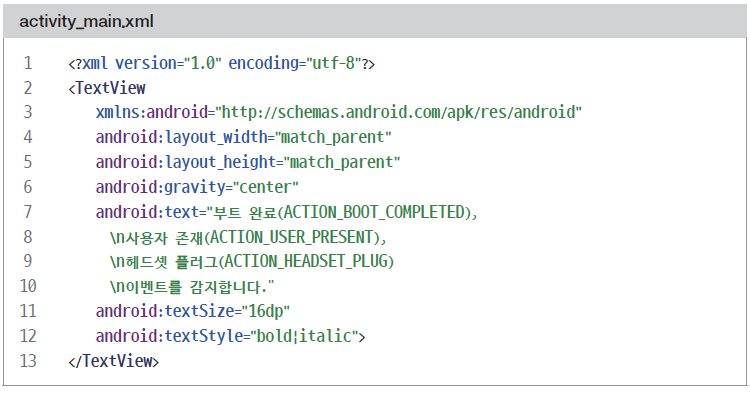 activity_main.xml
1 <?xml version="1.0" encoding="utf-8"?>
2 <TextView
3 xmlns:android="http://schemas.android.com/apk/res/android"
4 android:layout_width="match_parent"
5 android:layout_height="match_parent"
6 android:gravity="center"
7 android:text="부트 완료(ACTION_BOOT_COMPLETED),
8 \n사용자 존재(ACTION_USER_PRESENT),
9 \n헤드셋 플러그(ACTION_HEADSET_PLUG)
10 \n이벤트를 감지합니다."
11 android:textSize="16dp"
12 android:textStyle="bold|italic">
13 </TextView>